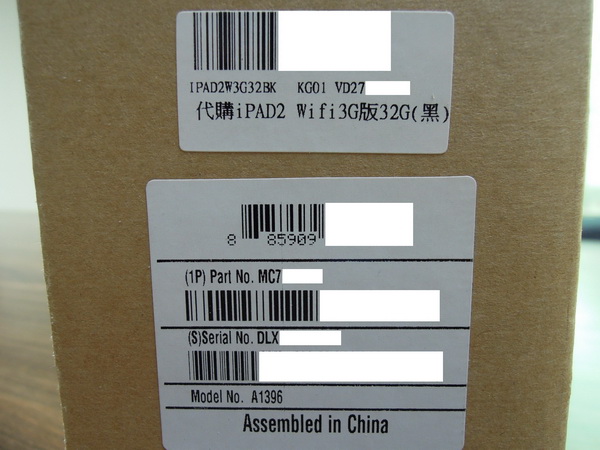 IPAD2W3G32BK KG01 VD27
代購iPAD2 Wifi3G版32G(黑)
8 85909
(1P) Part No. MC7
(S)Serial No. DLX
Model No. A1396
Assembled in China